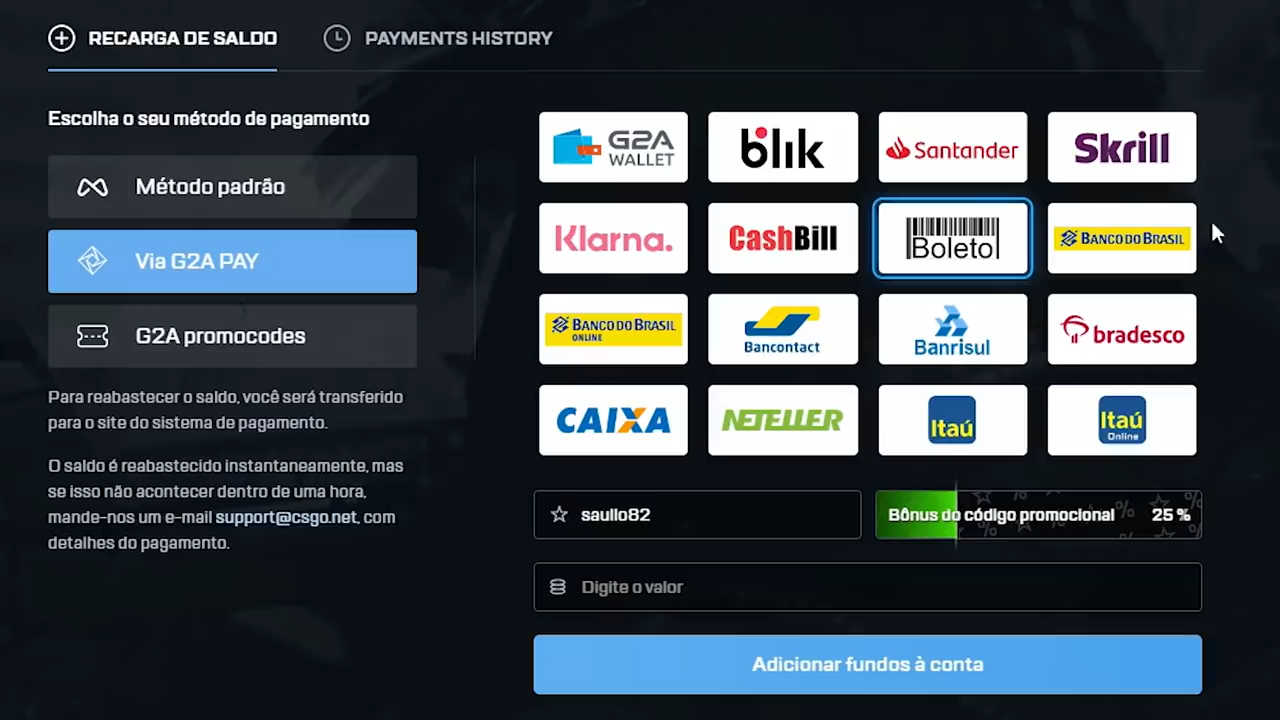 RECARGA DE SALDO
PAYMENTS HISTORY
Escolha o seu método de pagamento
Método padrão
Via G2A PAY
G2A promocodes
Para reabastecer o saldo, você será transferido
para o site do sistema de pagamento.
O saldo é reabastecido instantaneamente, mas
se isso não acontecer dentro de uma hora,
mande-nos um e-mail support@csgo.net, com
detalhes do pagamento.
G2A WALLET
blik
Santander
Skrill
Klarna.
CashBill
Boleto
BANCO DO BRASIL
BANCO DO BRASIL
ONLINE
Bancontact
Banrisul
bradesco
CAIXA
NETELLER
Itaú
Itaú
Online
saullo82
Bônus do código promocional 25 %
Digite o valor
Adicionar fundos à conta